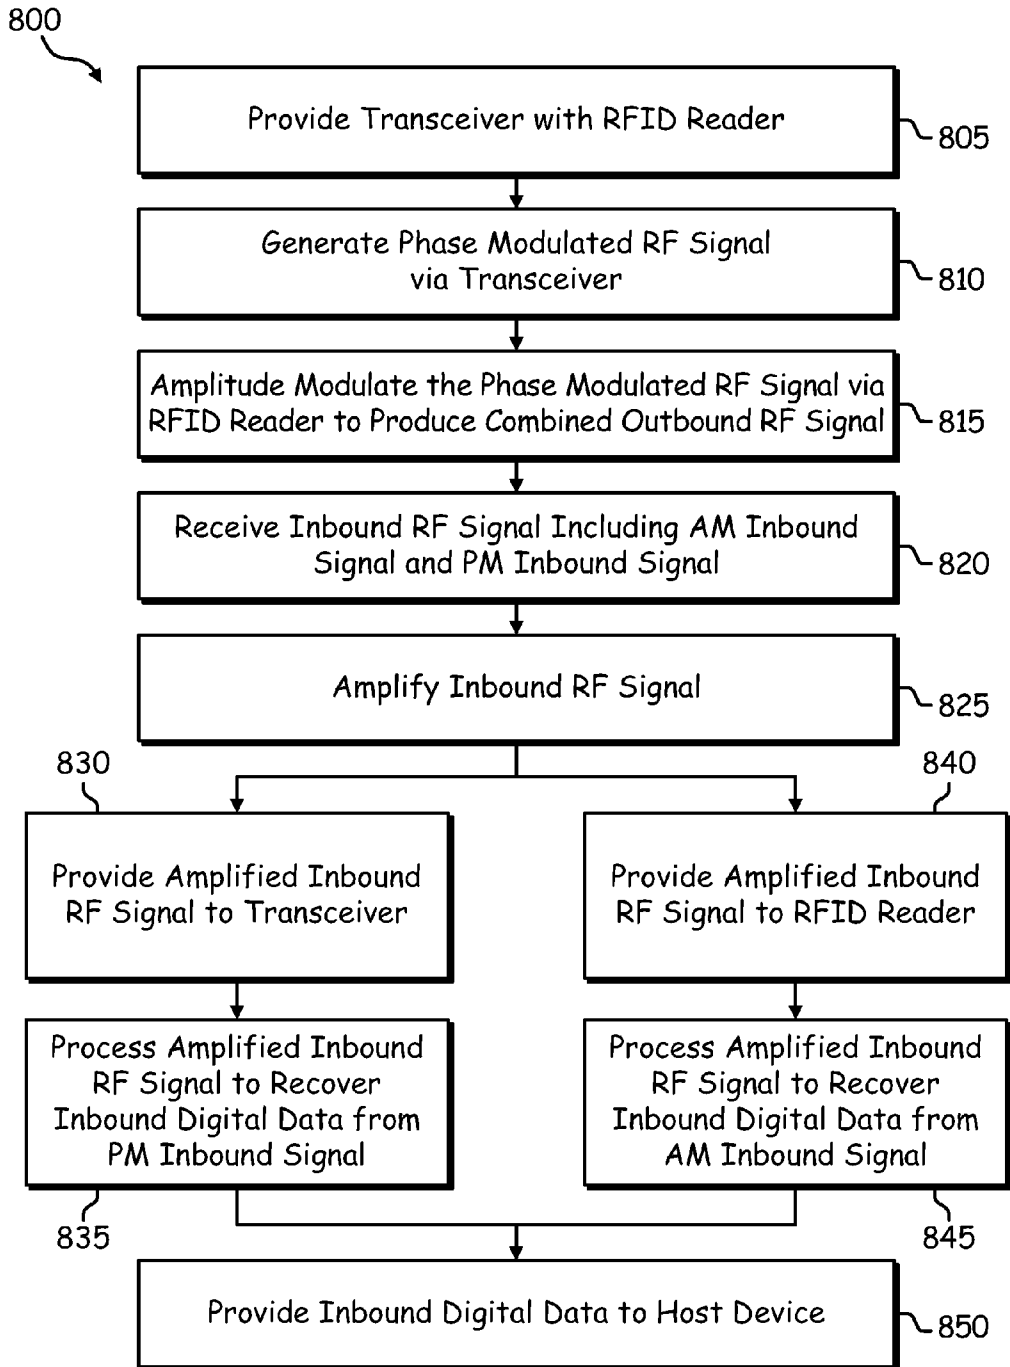 800
Provide Transceiver with RFID Reader
805
Generate Phase Modulated RF Signal
via Transceiver
810
Amplitude Modulate the Phase Modulated RF Signal via
RFID Reader to Produce Combined Outbound RF Signal
815
Receive Inbound RF Signal Including AM Inbound
Signal and PM Inbound Signal
820
Amplify Inbound RF Signal
825
830
Provide Amplified Inbound
RF Signal to Transceiver
840
Provide Amplified Inbound
RF Signal to RFID Reader
Process Amplified Inbound
RF Signal to Recover
Inbound Digital Data from
PM Inbound Signal
835
Process Amplified Inbound
RF Signal to Recover
Inbound Digital Data from
AM Inbound Signal
845
Provide Inbound Digital Data to Host Device
850